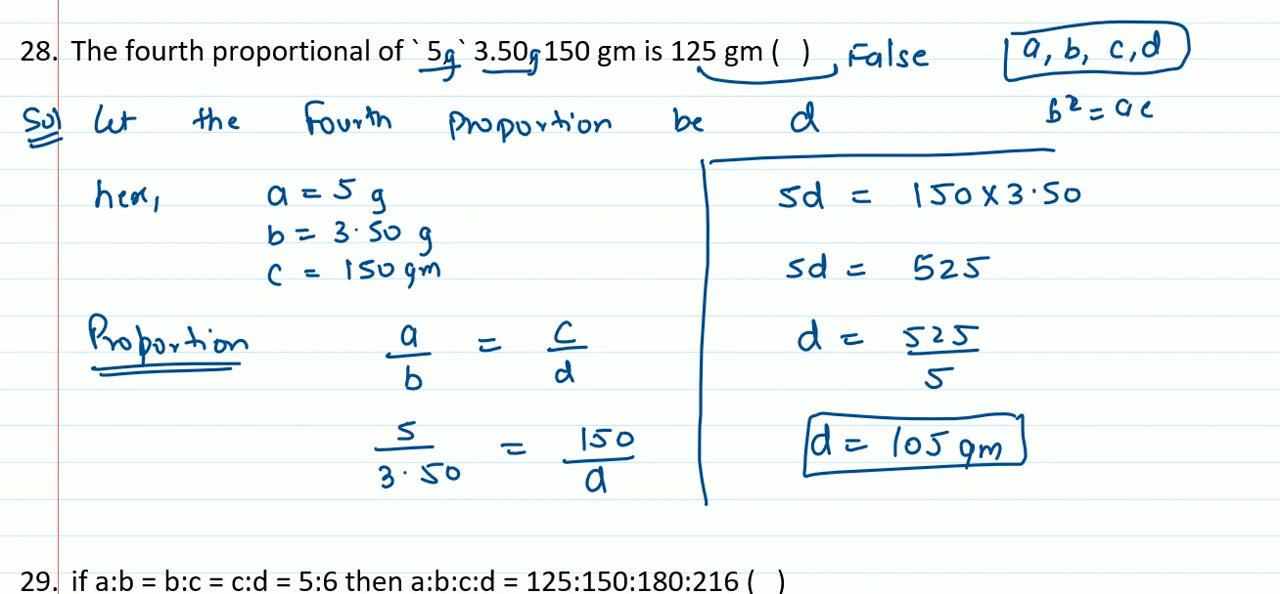 28. The fourth proportional of `5g` 3.50g 150 gm is 125 gm ( ) False
a, b, c, d
b² = ac
Sol Let the Fourth Proportion be d
here,
a = 5 g
b = 3.50 g
c = 150 gm
Proportion
a/b = c/d
5/3.50 = 150/d
5d = 150 x 3.50
5d = 525
d = 525/5
d = 105 gm
29. if a:b = b:c = c:d = 5:6 then a:b:c:d = 125:150:180:216 ( )